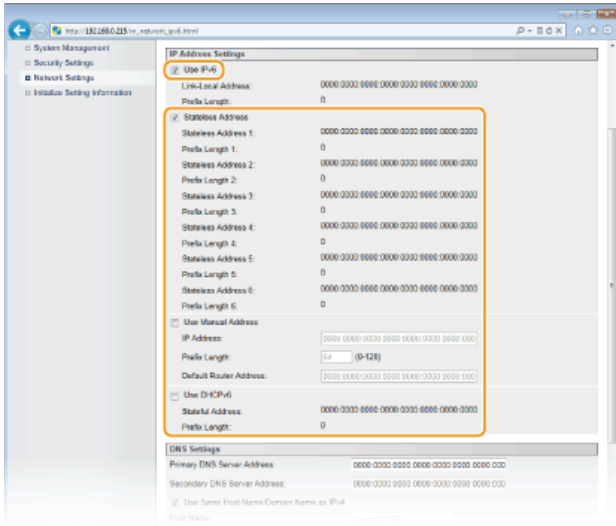 http://192.168.0.215/m_network_ipv6.html
System Management
Security Settings
Network Settings
Initialize Setting Information
IP Address Settings
Use IPv6
Link-Local Address: 0000:0000:0000:0000:0000:0000:0000:0000
Prefix Length: 0
Stateless Address
Stateless Address 1: 0000:0000:0000:0000:0000:0000:0000:0000
Prefix Length 1: 0
Stateless Address 2: 0000:0000:0000:0000:0000:0000:0000:0000
Prefix Length 2: 0
Stateless Address 3: 0000:0000:0000:0000:0000:0000:0000:0000
Prefix Length 3: 0
Stateless Address 4: 0000:0000:0000:0000:0000:0000:0000:0000
Prefix Length 4: 0
Stateless Address 5: 0000:0000:0000:0000:0000:0000:0000:0000
Prefix Length 5: 0
Stateless Address 6: 0000:0000:0000:0000:0000:0000:0000:0000
Prefix Length 6: 0
Use Manual Address
IP Address: 0000:0000:0000:0000:0000:0000:0000:000
Prefix Length: 64 (0-128)
Default Router Address: 0000:0000:0000:0000:0000:0000:0000:000
Use DHCPv6
Stateful Address: 0000:0000:0000:0000:0000:0000:0000:0000
Prefix Length: 0
DNS Settings
Primary DNS Server Address: 0000:0000:0000:0000:0000:0000:0000:000
Secondary DNS Server Address: 0000:0000:0000:0000:0000:0000:0000:000
Use Same Host Name/Domain Name as IPv4
Host Name: